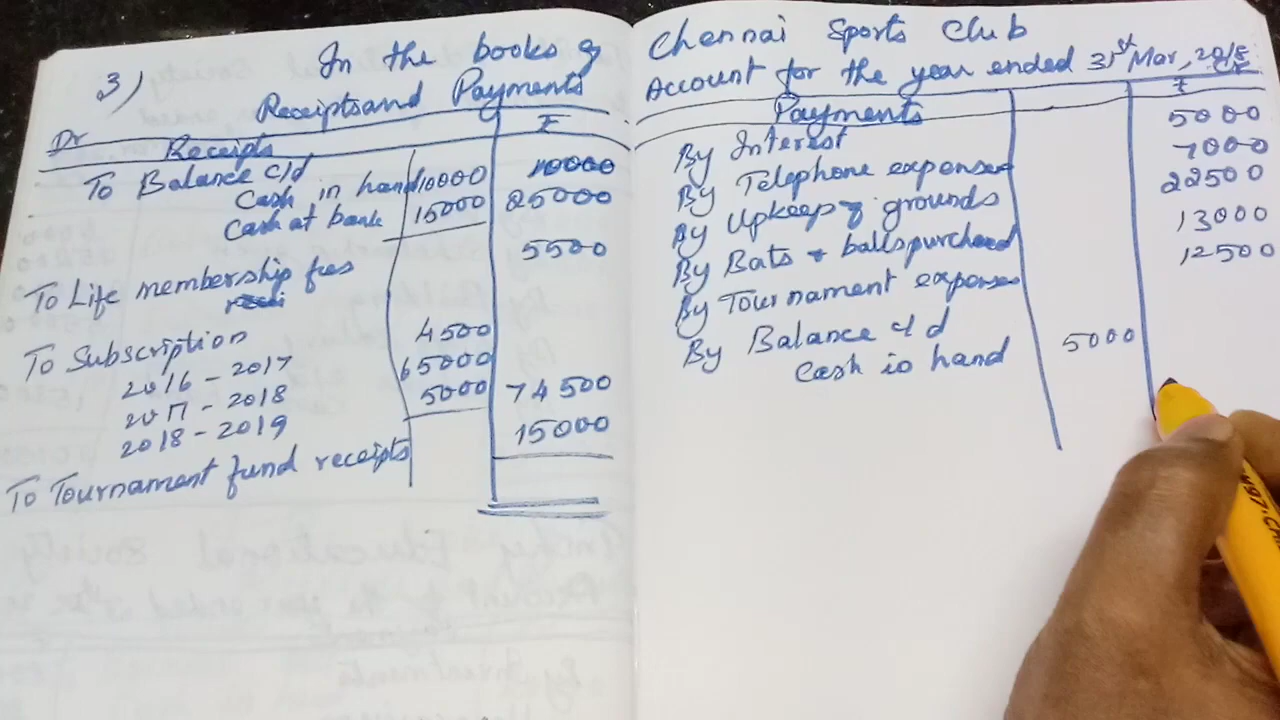 3) In the books of Chennai Sports Club
Receipts and Payments Account for the year ended 31st Mar, 2018
Dr Receipts ₹
To Balance c/d 10000
Cash in hand 10000
Cash at bank 15000 25000
To Life membership fees 5500
To Subscription
2016 - 2017 4500
2017 - 2018 65000
2018 - 2019 5000 74500
To Tournament fund receipts 15000
Cr
Payments ₹
By Interest 5000
By Telephone expenses 7000
By Upkeep of grounds 22500
By Bats & balls purchased 13000
By Tournament expenses 12500
By Balance c/d
Cash in hand 5000